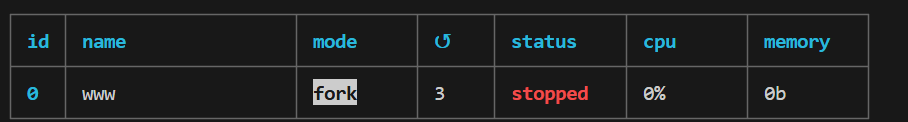 id name mode ↺ status cpu memory
0 www fork 3 stopped 0% 0b